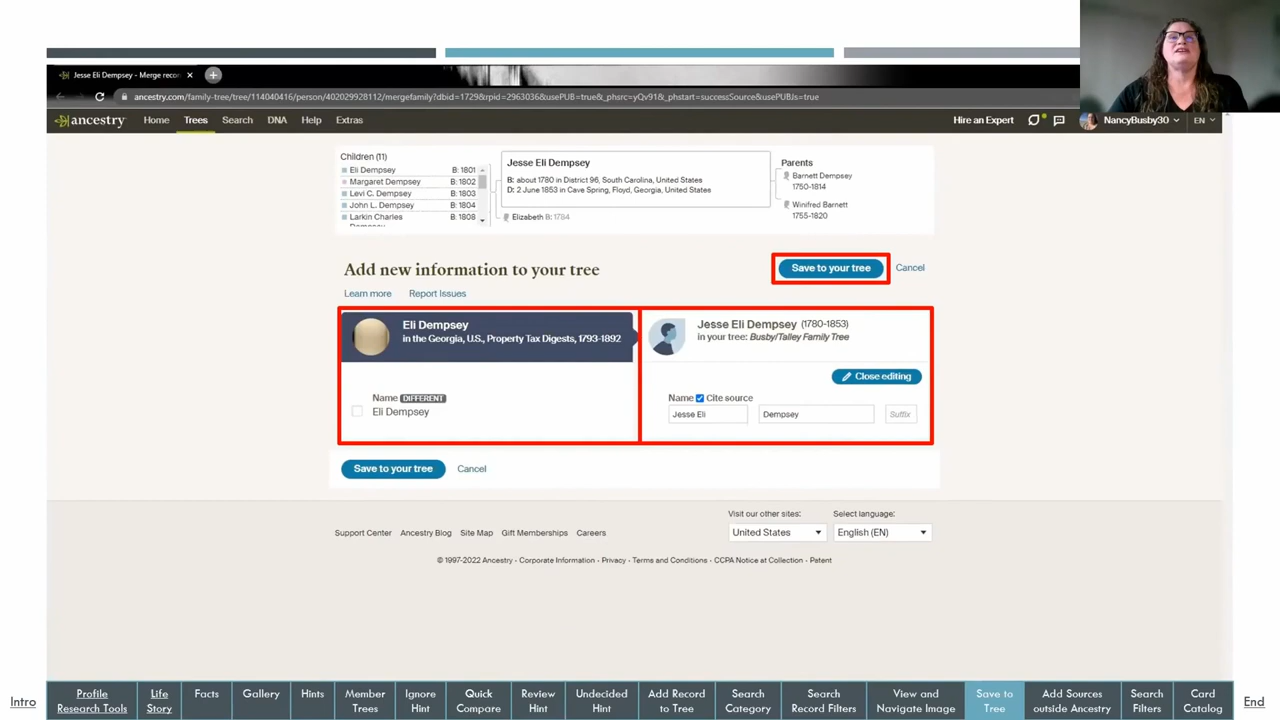 Jesse Eli Dempsey - Merge recor
ancestry.com/family-tree/tree/114040416/person/402029928112/mergefamily?dbid=1729&rpid=2963036&usePUB=true&_phsrc=yQv91&_phstart=successSource&usePUBJs=true
ancestry Home Trees Search DNA Help Extras Hire an Expert NancyBusby30 EN
Children (11)
Eli Dempsey B: 1801
Margaret Dempsey B: 1802
Levi C. Dempsey B: 1803
John L. Dempsey B: 1804
Larkin Charles B: 1808
Dempsey
Jesse Eli Dempsey
B: about 1780 in District 96, South Carolina, United States
D: 2 June 1853 in Cave Spring, Floyd, Georgia, United States
Elizabeth B: 1784
Parents
Barnett Dempsey
1750-1814
Winifred Barnett
1755-1820
Add new information to your tree
Save to your tree Cancel
Learn more Report Issues
Eli Dempsey
in the Georgia, U.S., Property Tax Digests, 1793-1892
Name DIFFERENT
Eli Dempsey
Jesse Eli Dempsey (1780-1853)
in your tree: Busby/Talley Family Tree
Close editing
Name Cite source
Jesse Eli Dempsey Suffix
Save to your tree Cancel
Visit our other sites: Select language:
Support Center Ancestry Blog Site Map Gift Memberships Careers United States English (EN)
© 1997-2022 Ancestry · Corporate Information · Privacy · Terms and Conditions · CCPA Notice at Collection · Patent
Intro
Profile
Research Tools
Life
Story
Facts
Gallery
Hints
Member
Trees
Ignore
Hint
Quick
Compare
Review
Hint
Undecided
Hint
Add Record
to Tree
Search
Category
Search
Record Filters
View and
Navigate Image
Save to
Tree
Add Sources
outside Ancestry
Search
Filters
Card
Catalog
End